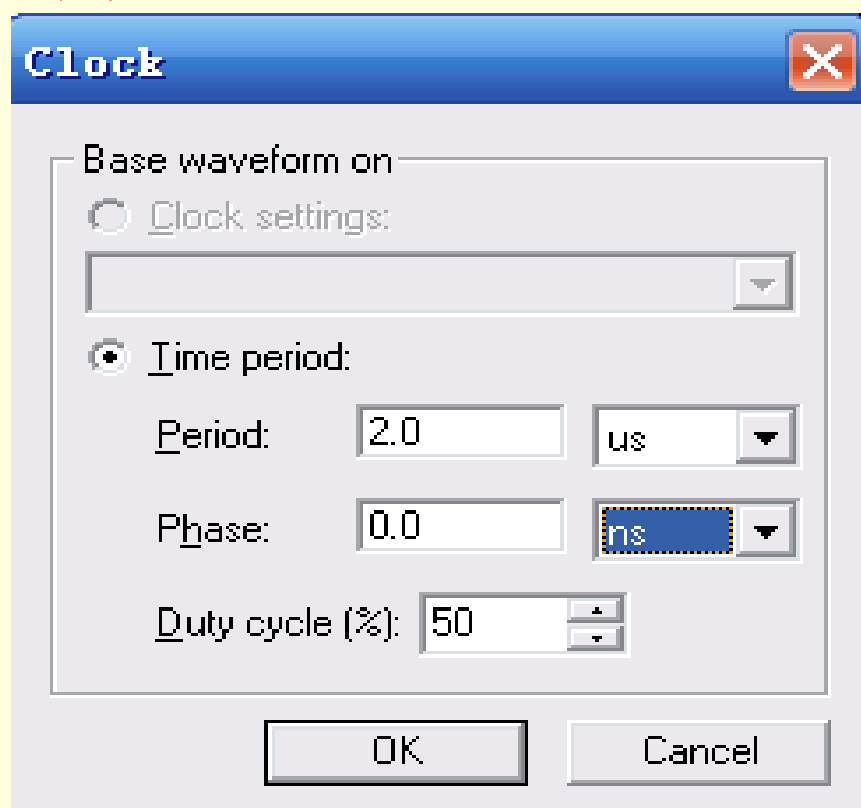 Clock
Base waveform on
Clock settings:
Time period:
Period: 2.0 us
Phase: 0.0 ns
Duty cycle (%): 50
OK Cancel